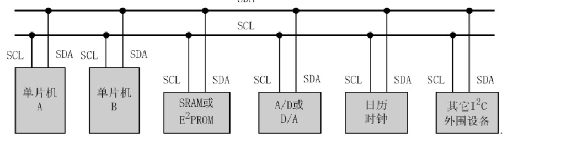 SDA
SCL
SCL SDA SCL SDA SCL SDA SCL SDA SCL SDA SCL SDA
单片机 A
单片机 B
SRAM或 E²PROM
A/D或 D/A
日历 时钟
其它I²C 外围设备